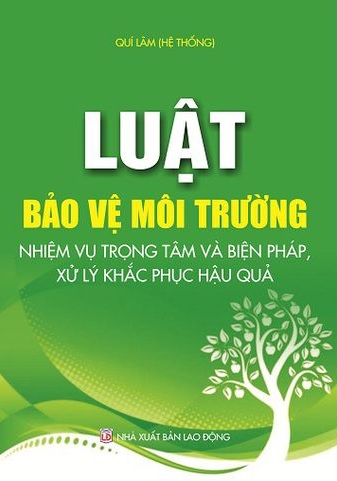 QUÍ LÂM (HỆ THỐNG)
LUẬT
BẢO VỆ MÔI TRƯỜNG
NHIỆM VỤ TRỌNG TÂM VÀ BIỆN PHÁP,
XỬ LÝ KHẮC PHỤC HẬU QUẢ
NHÀ XUẤT BẢN LAO ĐỘNG